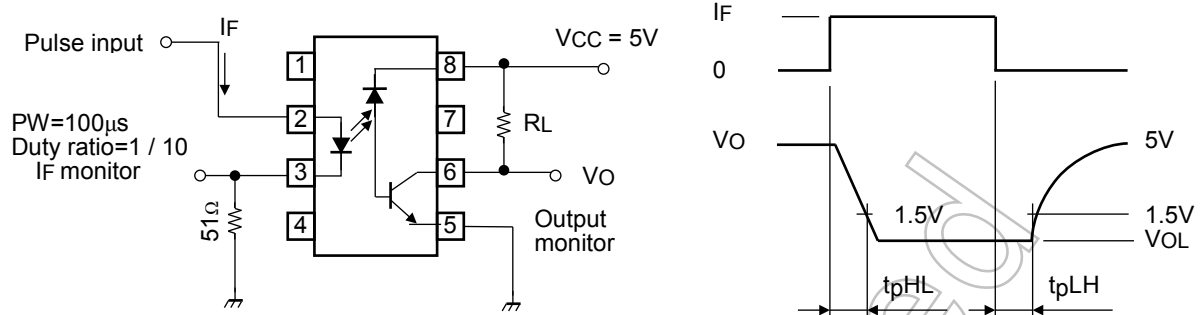 Pulse input
IF
VCC = 5V
1
8
2
7
PW=100μs
Duty ratio=1 / 10
IF monitor
RL
3
6
VO
51Ω
4
5
Output
monitor
IF
0
VO
5V
1.5V
1.5V
VOL
tpHL
tpLH